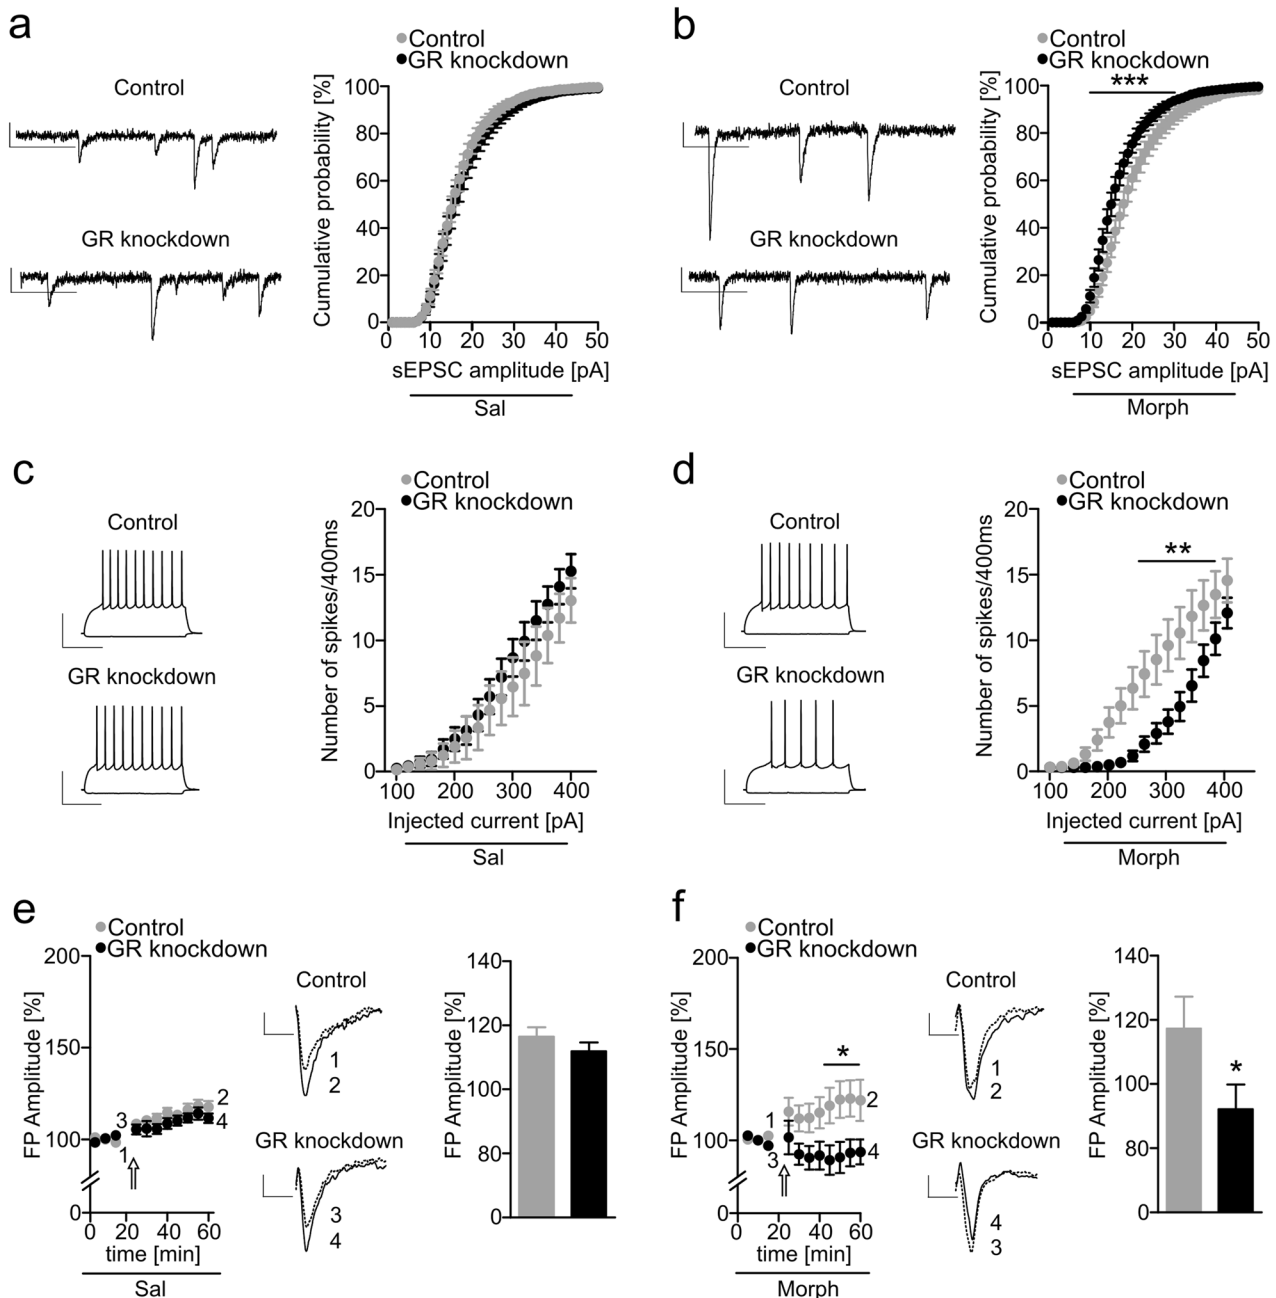 a
Control
GR knockdown
Control
GR knockdown
Cumulative probability [%]
100
80
60
40
20
0
0 10 20 30 40 50
sEPSC amplitude [pA]
Sal
b
Control
GR knockdown
Control
GR knockdown
***
Cumulative probability [%]
100
80
60
40
20
0
0 10 20 30 40 50
sEPSC amplitude [pA]
Morph
c
Control
GR knockdown
Control
GR knockdown
Number of spikes/400ms
20
15
10
5
0
100 200 300 400
Injected current [pA]
Sal
d
Control
GR knockdown
Control
GR knockdown
**
Number of spikes/400ms
20
15
10
5
0
100 200 300 400
Injected current [pA]
Morph
e
Control
GR knockdown
FP Amplitude [%]
200
150
100
0
3
1
2
4
0 20 40 60
time [min]
Sal
Control
1
2
GR knockdown
3
4
FP Amplitude [%]
140
120
100
80
0
f
Control
GR knockdown
FP Amplitude [%]
200
150
100
0
*
1
3
2
4
0 20 40 60
time [min]
Morph
Control
1
2
GR knockdown
4
3
FP Amplitude [%]
140
120
100
80
0
*